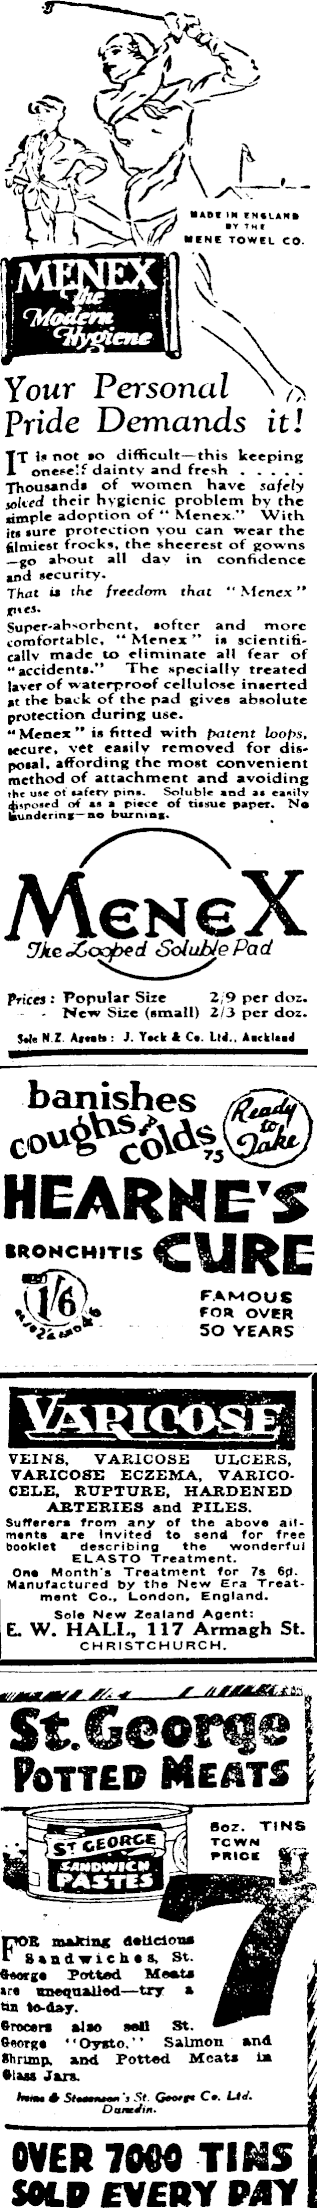 MADE IN ENGLAND
BY THE
MENE TOWEL CO.
MENEX
the
Modern
Hygiene
Your Personal
Pride Demands it!
IT is not so difficult—this keeping
oneself dainty and fresh . . . . .
Thousands of women have safely
solved their hygienic problem by the
simple adoption of "Menex." With
its sure protection you can wear the
filmiest frocks, the sheerest of gowns
—go about all day in confidence
and security.
That is the freedom that "Menex"
gives.
Super-absorbent, softer and more
comfortable, "Menex" is scientifi-
cally made to eliminate all fear of
"accidents." The specially treated
layer of waterproof cellulose inserted
at the back of the pad gives absolute
protection during use.
"Menex" is fitted with patent loops,
secure, yet easily removed for dis-
posal, affording the most convenient
method of attachment and avoiding
the use of safety pins. Soluble and as easily
disposed of as a piece of tissue paper. No
laundering—no burning.
MENEX
The Looped Soluble Pad
Prices: Popular Size 2/9 per doz.
- - New Size (small) 2/3 per doz.
Sole N.Z. Agents: J. Yock & Co. Ltd., Auckland
banishes
coughs &
colds
75
Ready
to
Take
HEARNE'S
BRONCHITIS CURE
1/6
FAMOUS
FOR OVER
50 YEARS
VARICOSE
VEINS, VARICOSE ULCERS,
VARICOSE ECZEMA, VARICO-
CELE, RUPTURE, HARDENED
ARTERIES and PILES.
Sufferers from any of the above ail-
ments are invited to send for free
booklet describing the wonderful
ELASTO Treatment.
One Month's Treatment for 7s 6d.
Manufactured by the New Era Treat-
ment Co., London, England.
Sole New Zealand Agent:
E. W. HALL, 117 Armagh St.
CHRISTCHURCH.
St. George
POTTED MEATS
ST GEORGE
SANDWICH
PASTES
6oz. TINS
TOWN
PRICE
7D
FOR making delicious
Sandwiches, St.
George Potted Meats
are unequalled—try a
tin to-day.
Grocers also sell St.
George "Oysto," Salmon and
Shrimp, and Potted Meats in
Glass Jars.
Irvine & Stevenson's St. George Co. Ltd.
Dunedin.
OVER 7000 TINS
SOLD EVERY DAY